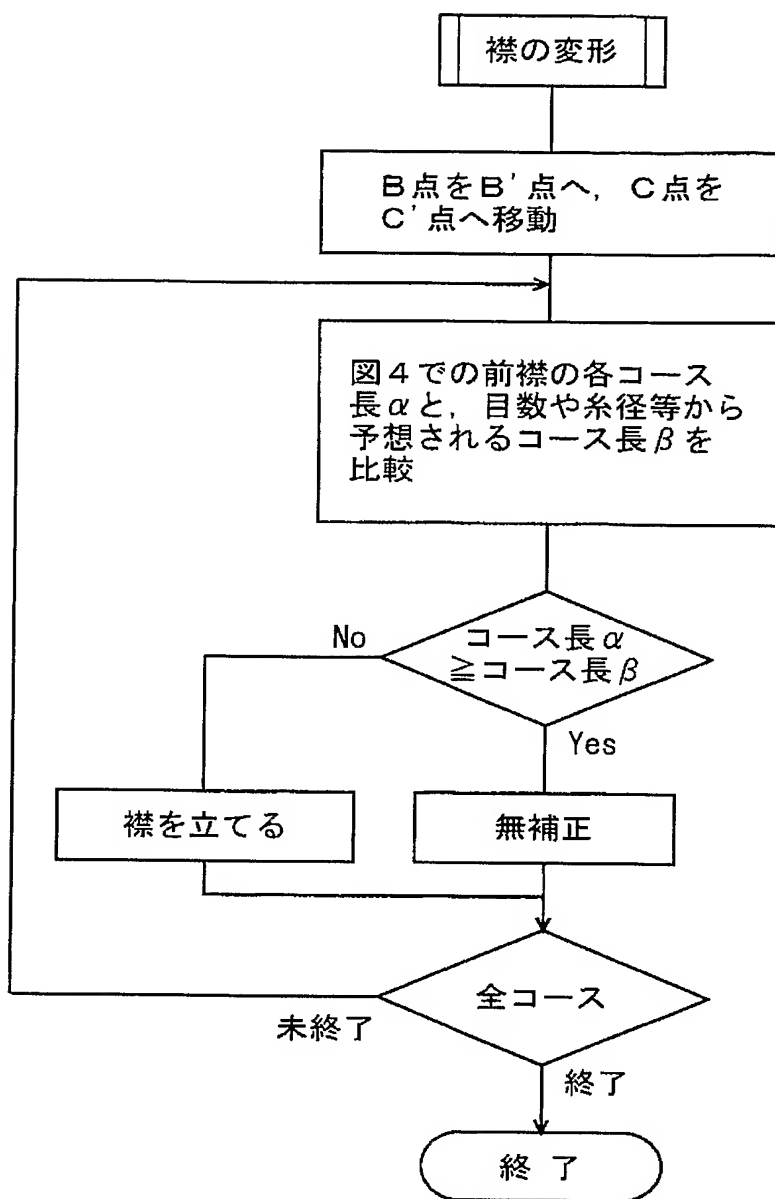 襟の変形
B点をB'点へ,C点を
C'点へ移動
図4での前襟の各コース
長αと,目数や糸径等から
予想されるコース長βを
比較
No
コース長α
≧コース長β
Yes
襟を立てる
無補正
全コース
未終了
終了
終 了